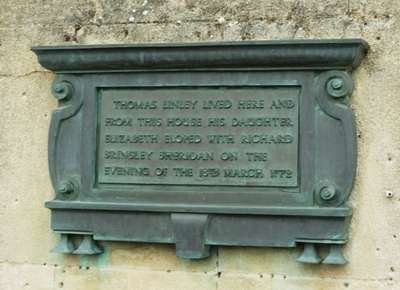 THOMAS LINLEY LIVED HERE AND
FROM THIS HOUSE HIS DAUGHTER
ELIZABETH ELOPED WITH RICHARD
BRINSLEY SHERIDAN ON THE
EVENING OF THE 18TH MARCH 1772